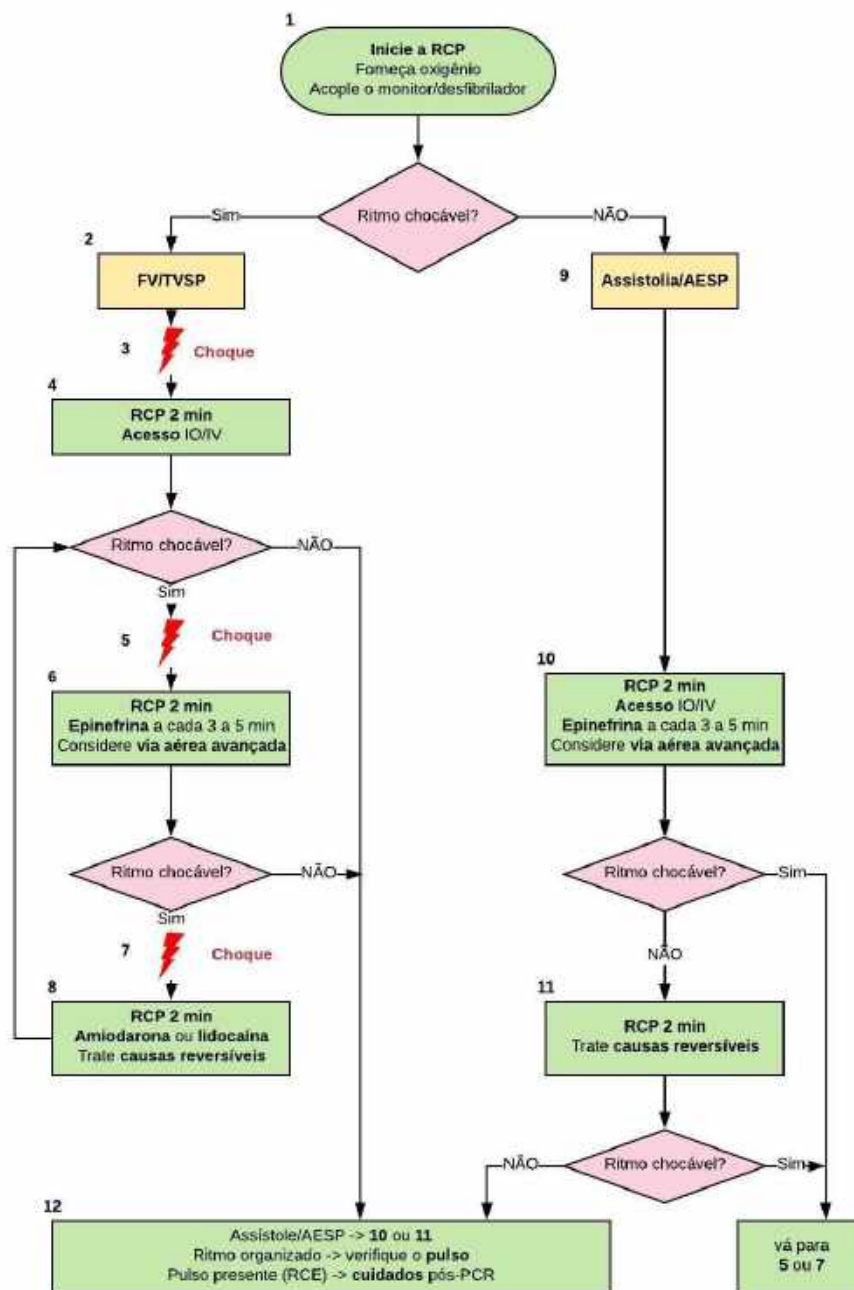 1
Inicie a RCP
Forneça oxigênio
Acople o monitor/desfibrilador
Ritmo chocável?
Sim
NÃO
2
FV/TVSP
9
Assistolia/AESP
3
Choque
4
RCP 2 min
Acesso IO/IV
Ritmo chocável?
NÃO
Sim
5
Choque
6
RCP 2 min
Epinefrina a cada 3 a 5 min
Considere via aérea avançada
10
RCP 2 min
Acesso IO/IV
Epinefrina a cada 3 a 5 min
Considere via aérea avançada
Ritmo chocável?
NÃO
Sim
Ritmo chocável?
Sim
NÃO
7
Choque
8
RCP 2 min
Amiodarona ou lidocaína
Trate causas reversíveis
11
RCP 2 min
Trate causas reversíveis
Ritmo chocável?
NÃO
Sim
12
Assístole/AESP -> 10 ou 11
Ritmo organizado -> verifique o pulso
Pulso presente (RCE) -> cuidados pós-PCR
vá para
5 ou 7